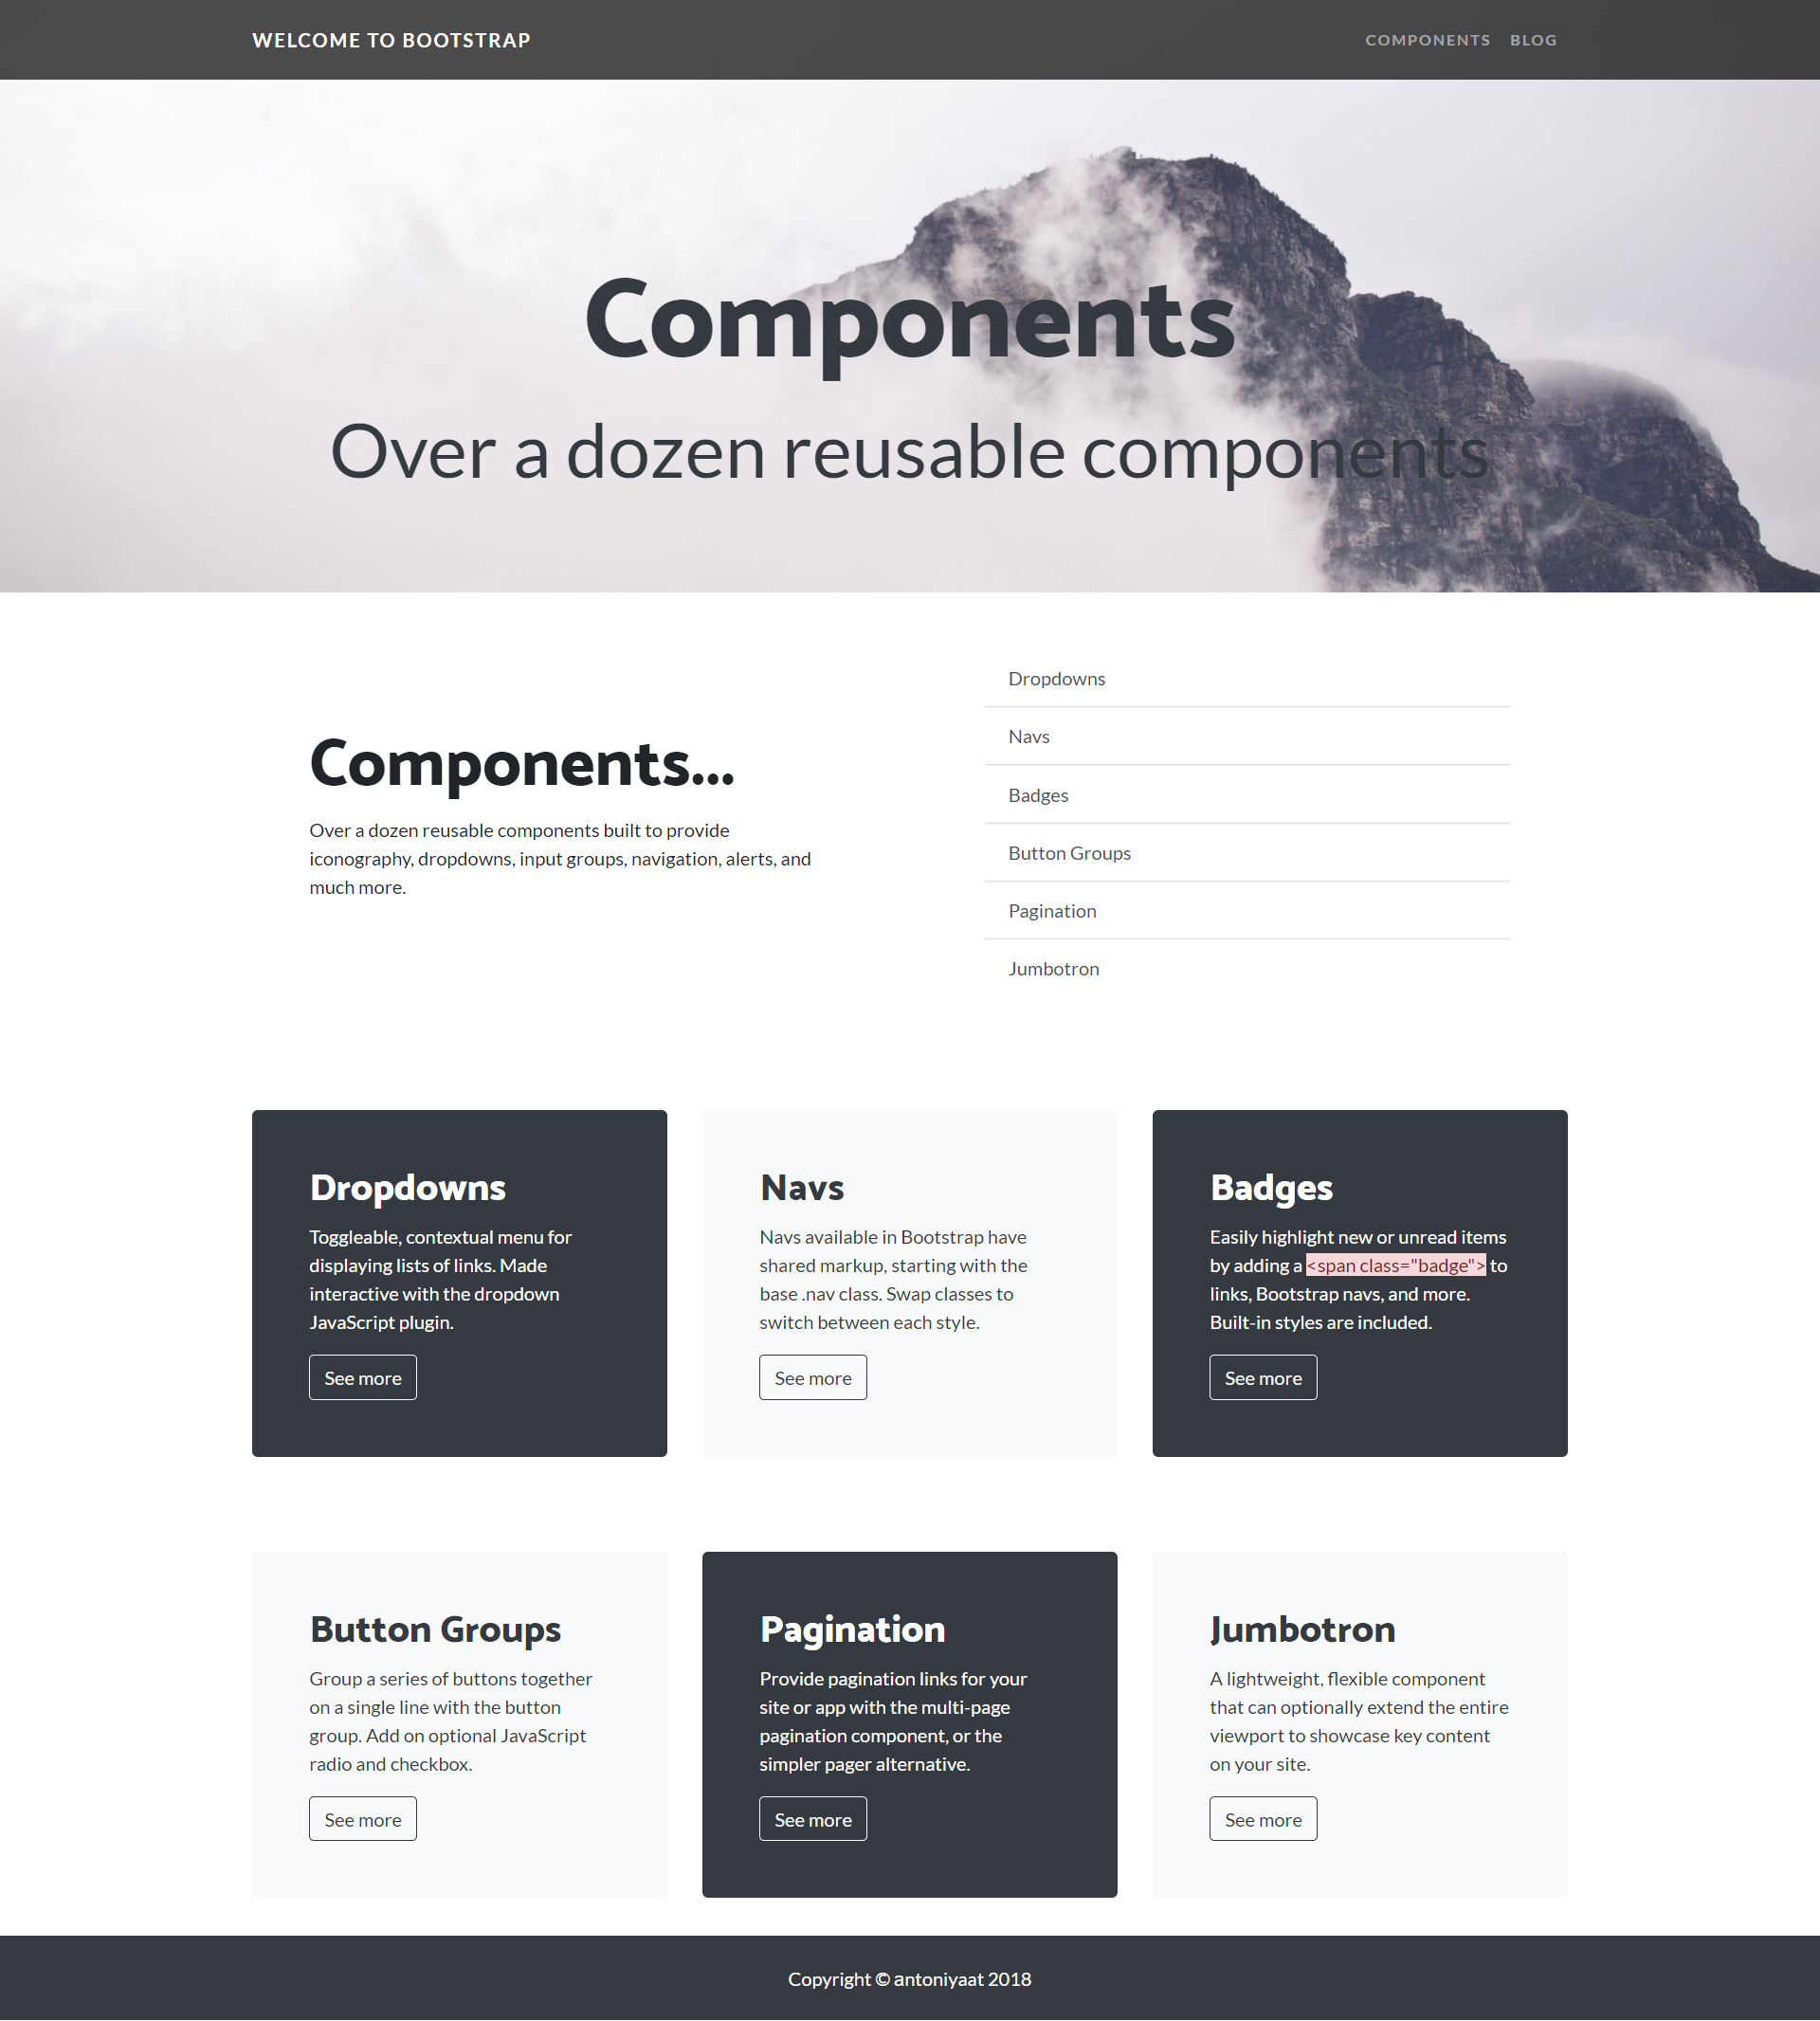 WELCOME TO BOOTSTRAP
COMPONENTS BLOG
Components
Over a dozen reusable components
Components...
Over a dozen reusable components built to provide
iconography, dropdowns, input groups, navigation, alerts, and
much more.
Dropdowns
Navs
Badges
Button Groups
Pagination
Jumbotron
Dropdowns
Toggleable, contextual menu for
displaying lists of links. Made
interactive with the dropdown
JavaScript plugin.
See more
Navs
Navs available in Bootstrap have
shared markup, starting with the
base .nav class. Swap classes to
switch between each style.
See more
Badges
Easily highlight new or unread items
by adding a <span class="badge"> to
links, Bootstrap navs, and more.
Built-in styles are included.
See more
Button Groups
Group a series of buttons together
on a single line with the button
group. Add on optional JavaScript
radio and checkbox.
See more
Pagination
Provide pagination links for your
site or app with the multi-page
pagination component, or the
simpler pager alternative.
See more
Jumbotron
A lightweight, flexible component
that can optionally extend the entire
viewport to showcase key content
on your site.
See more
Copyright © antoniyaat 2018